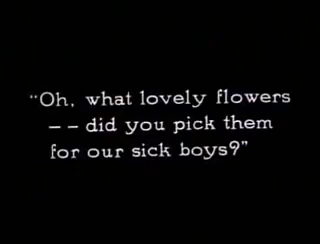 "Oh, what lovely flowers
-- did you pick them
for our sick boys?"